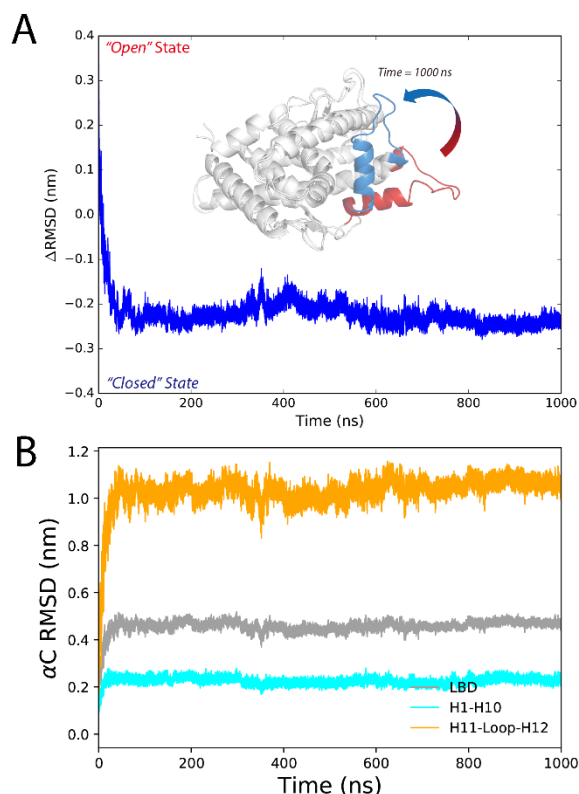 A
0.4
0.3
0.2
0.1
0.0
−0.1
−0.2
−0.3
−0.4
ΔRMSD (nm)
"Open" State
Time = 1000 ns
"Closed" State
0
200
400
600
800
1000
Time (ns)
B
1.2
1.0
0.8
0.6
0.4
0.2
0.0
αC RMSD (nm)
LBD
H1-H10
H11-Loop-H12
0
200
400
600
800
1000
Time (ns)